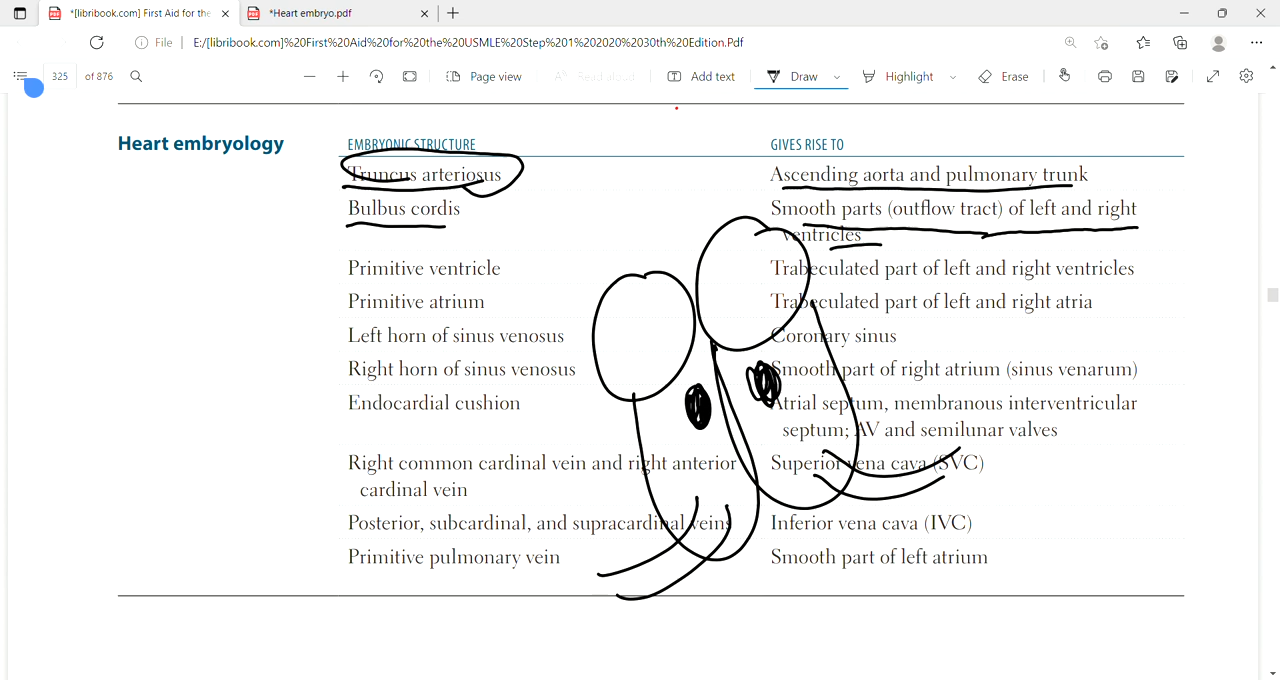 *[libribook.com] First Aid for the
*Heart embryo.pdf
File
E:/[libribook.com]%20First%20Aid%20for%20the%20USMLE%20Step%201%202020%2030th%20Edition.Pdf
325 of 876
Page view
Read aloud
Add text
Draw
Highlight
Erase
Heart embryology
EMBRYONIC STRUCTURE GIVES RISE TO
Truncus arteriosus Ascending aorta and pulmonary trunk
Bulbus cordis Smooth parts (outflow tract) of left and right
ventricles
Primitive ventricle Trabeculated part of left and right ventricles
Primitive atrium Trabeculated part of left and right atria
Left horn of sinus venosus Coronary sinus
Right horn of sinus venosus Smooth part of right atrium (sinus venarum)
Endocardial cushion Atrial septum, membranous interventricular
septum; AV and semilunar valves
Right common cardinal vein and right anterior Superior vena cava (SVC)
cardinal vein
Posterior, subcardinal, and supracardinal veins Inferior vena cava (IVC)
Primitive pulmonary vein Smooth part of left atrium